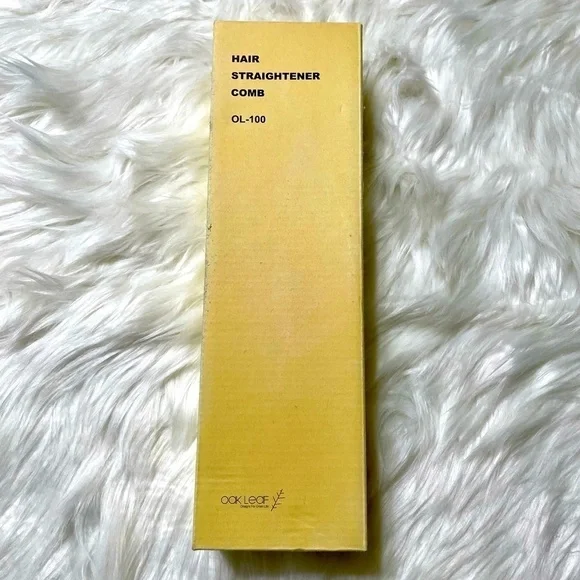 HAIR
STRAIGHTENER
COMB
OL-100
oak Leaf